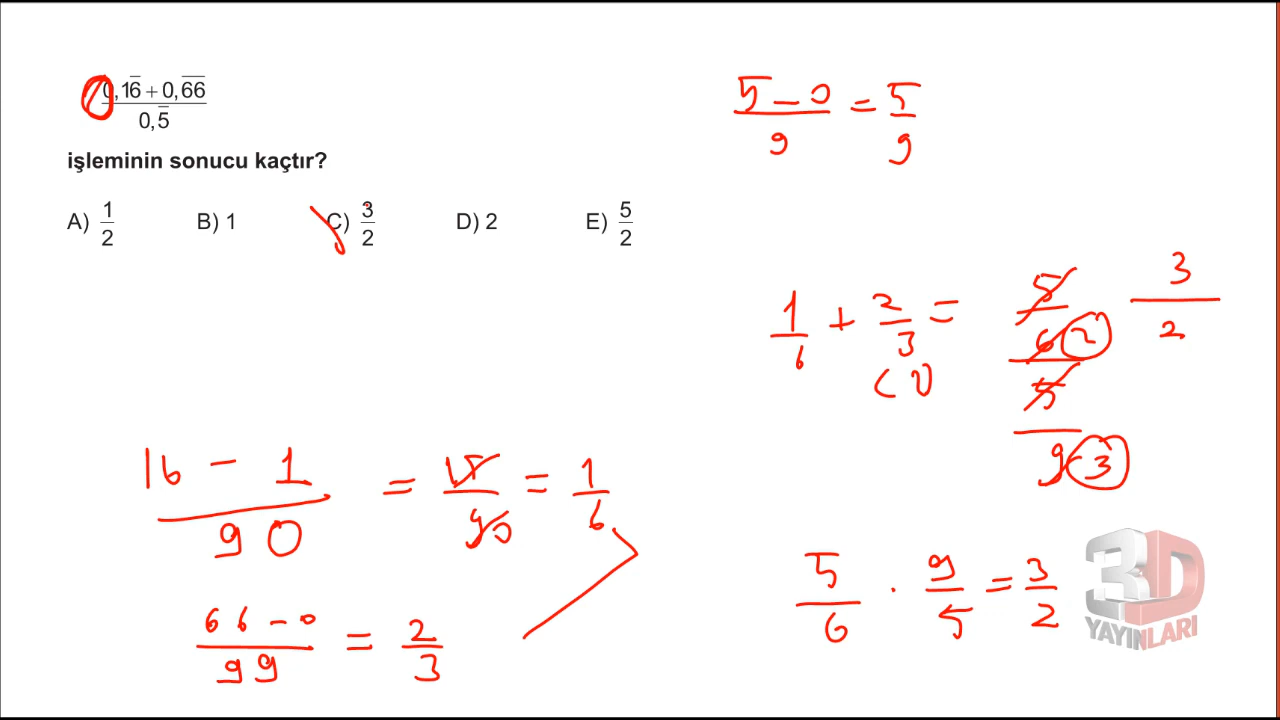 0,16̅ + 0,6̅6̅
0,5̅
işleminin sonucu kaçtır?
A) 1/2 B) 1 C) 3/2 D) 2 E) 5/2
5 - 0 / 9 = 5/9
1/6 + 2/3 = 5/6 / 5/9 3/2
(2) 2 3
16 - 1 / 90 = 15/90 = 1/6
66 - 0 / 99 = 2/3
5/6 . 9/5 = 3/2
3D
YAYINLARI